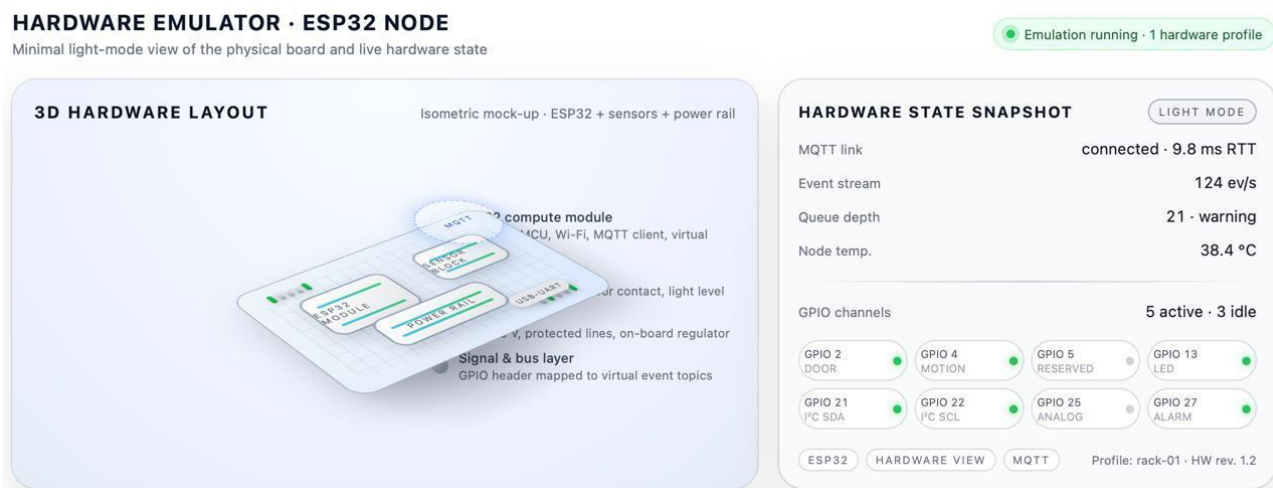 HARDWARE EMULATOR · ESP32 NODE
Minimal light-mode view of the physical board and live hardware state
Emulation running · 1 hardware profile
3D HARDWARE LAYOUT
Isometric mock-up · ESP32 + sensors + power rail
MQTT
2 compute module
MCU, Wi-Fi, MQTT client, virtual
SENSOR
BLOCK
contact, light level
ESP32
MODULE
POWER RAIL
USB-UART
V, protected lines, on-board regulator
Signal & bus layer
GPIO header mapped to virtual event topics
HARDWARE STATE SNAPSHOT
LIGHT MODE
MQTT link
connected · 9.8 ms RTT
Event stream
124 ev/s
Queue depth
21 · warning
Node temp.
38.4 °C
GPIO channels
5 active · 3 idle
GPIO 2
DOOR
GPIO 4
MOTION
GPIO 5
RESERVED
GPIO 13
LED
GPIO 21
I²C SDA
GPIO 22
I²C SCL
GPIO 25
ANALOG
GPIO 27
ALARM
ESP32
HARDWARE VIEW
MQTT
Profile: rack-01 · HW rev. 1.2